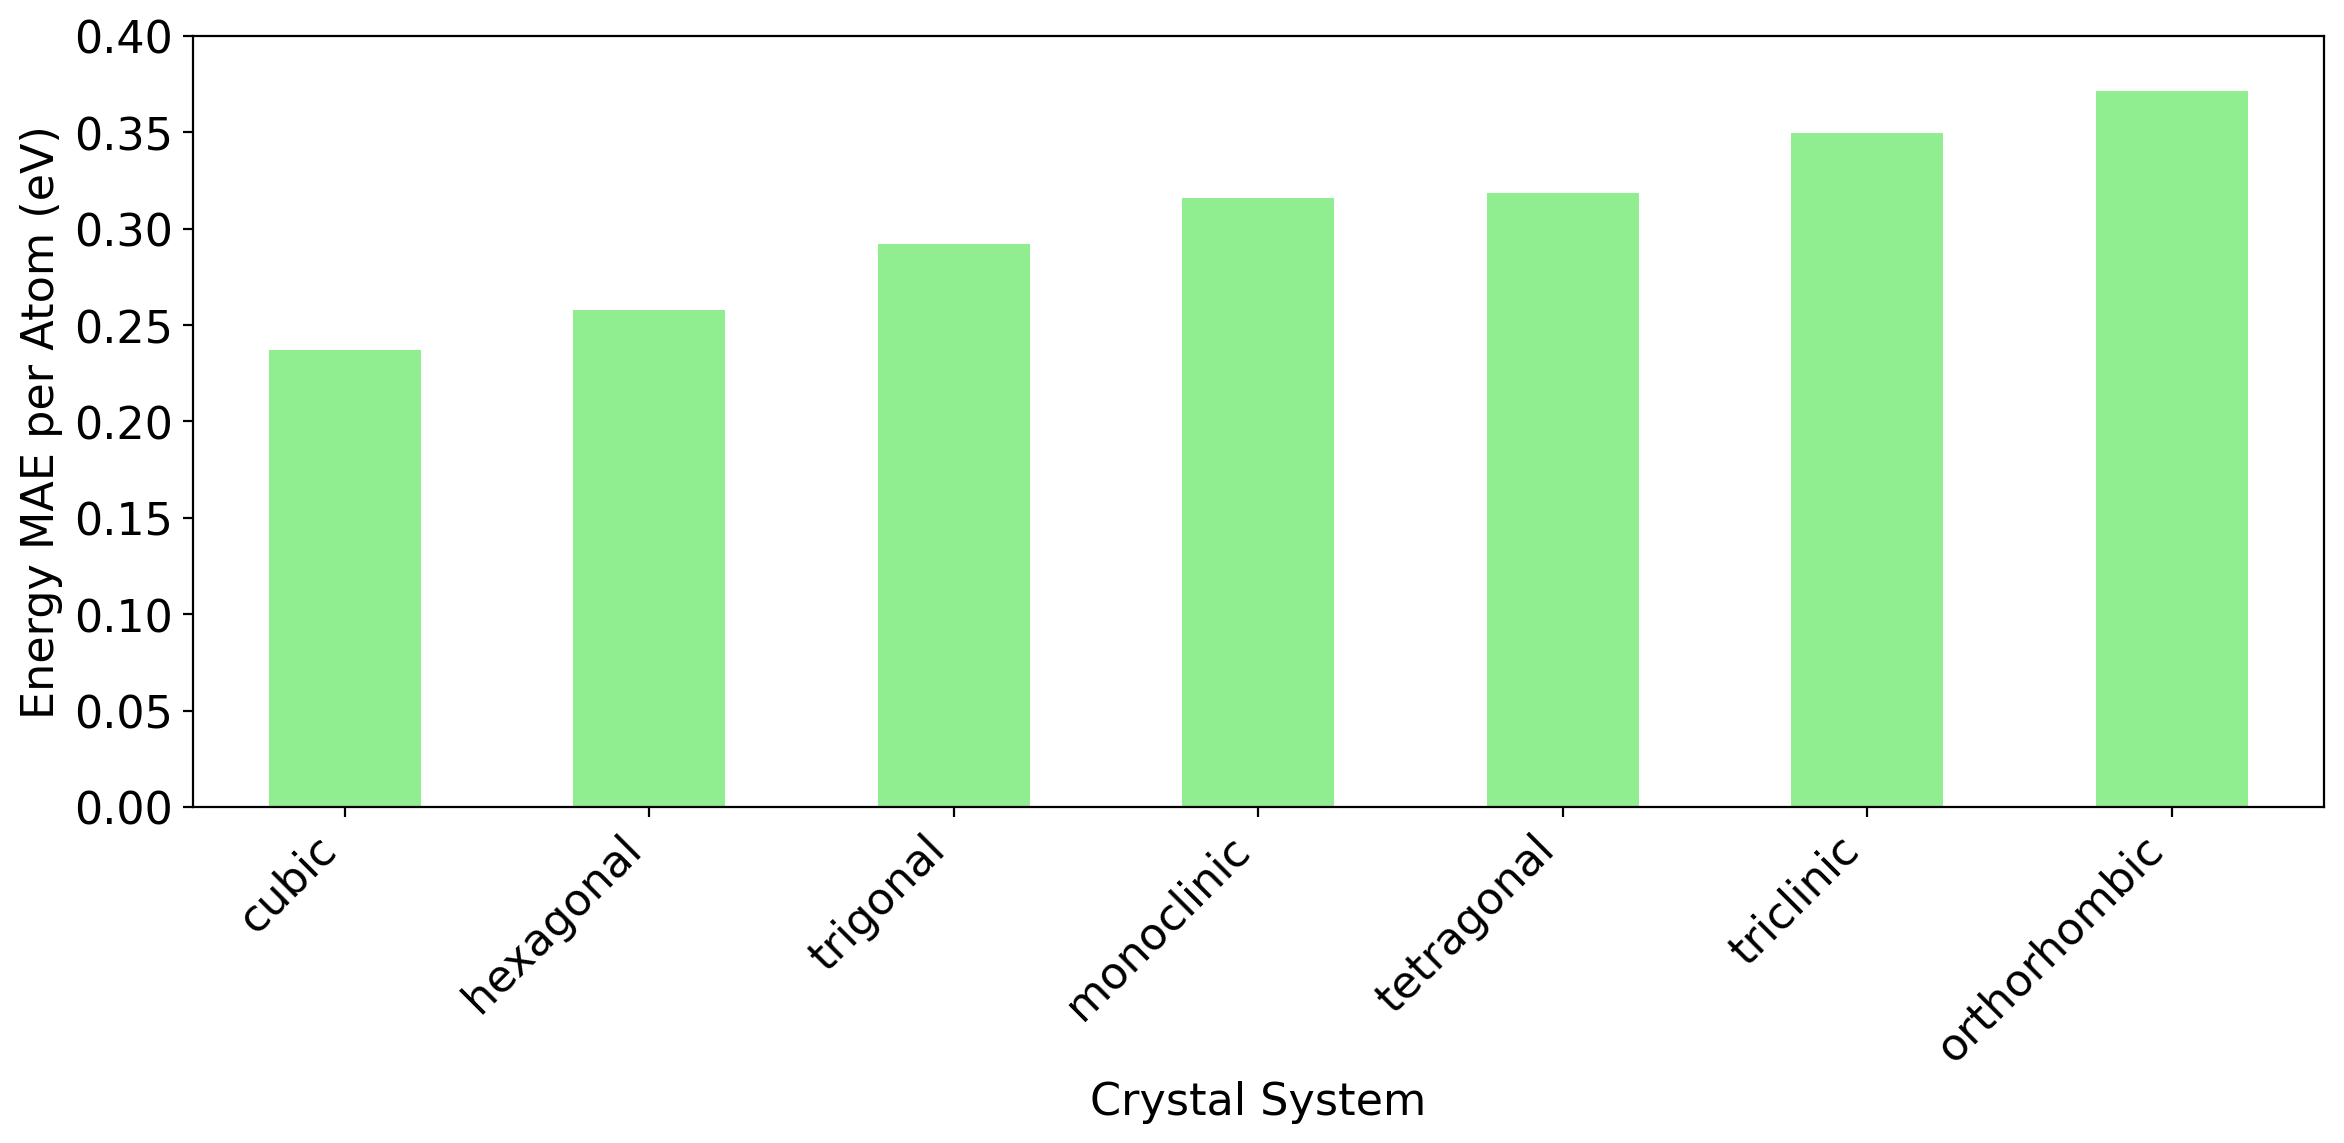 Energy MAE per Atom (eV)
0.40
0.35
0.30
0.25
0.20
0.15
0.10
0.05
0.00
cubic
hexagonal
trigonal
monoclinic
tetragonal
triclinic
orthorhombic
Crystal System